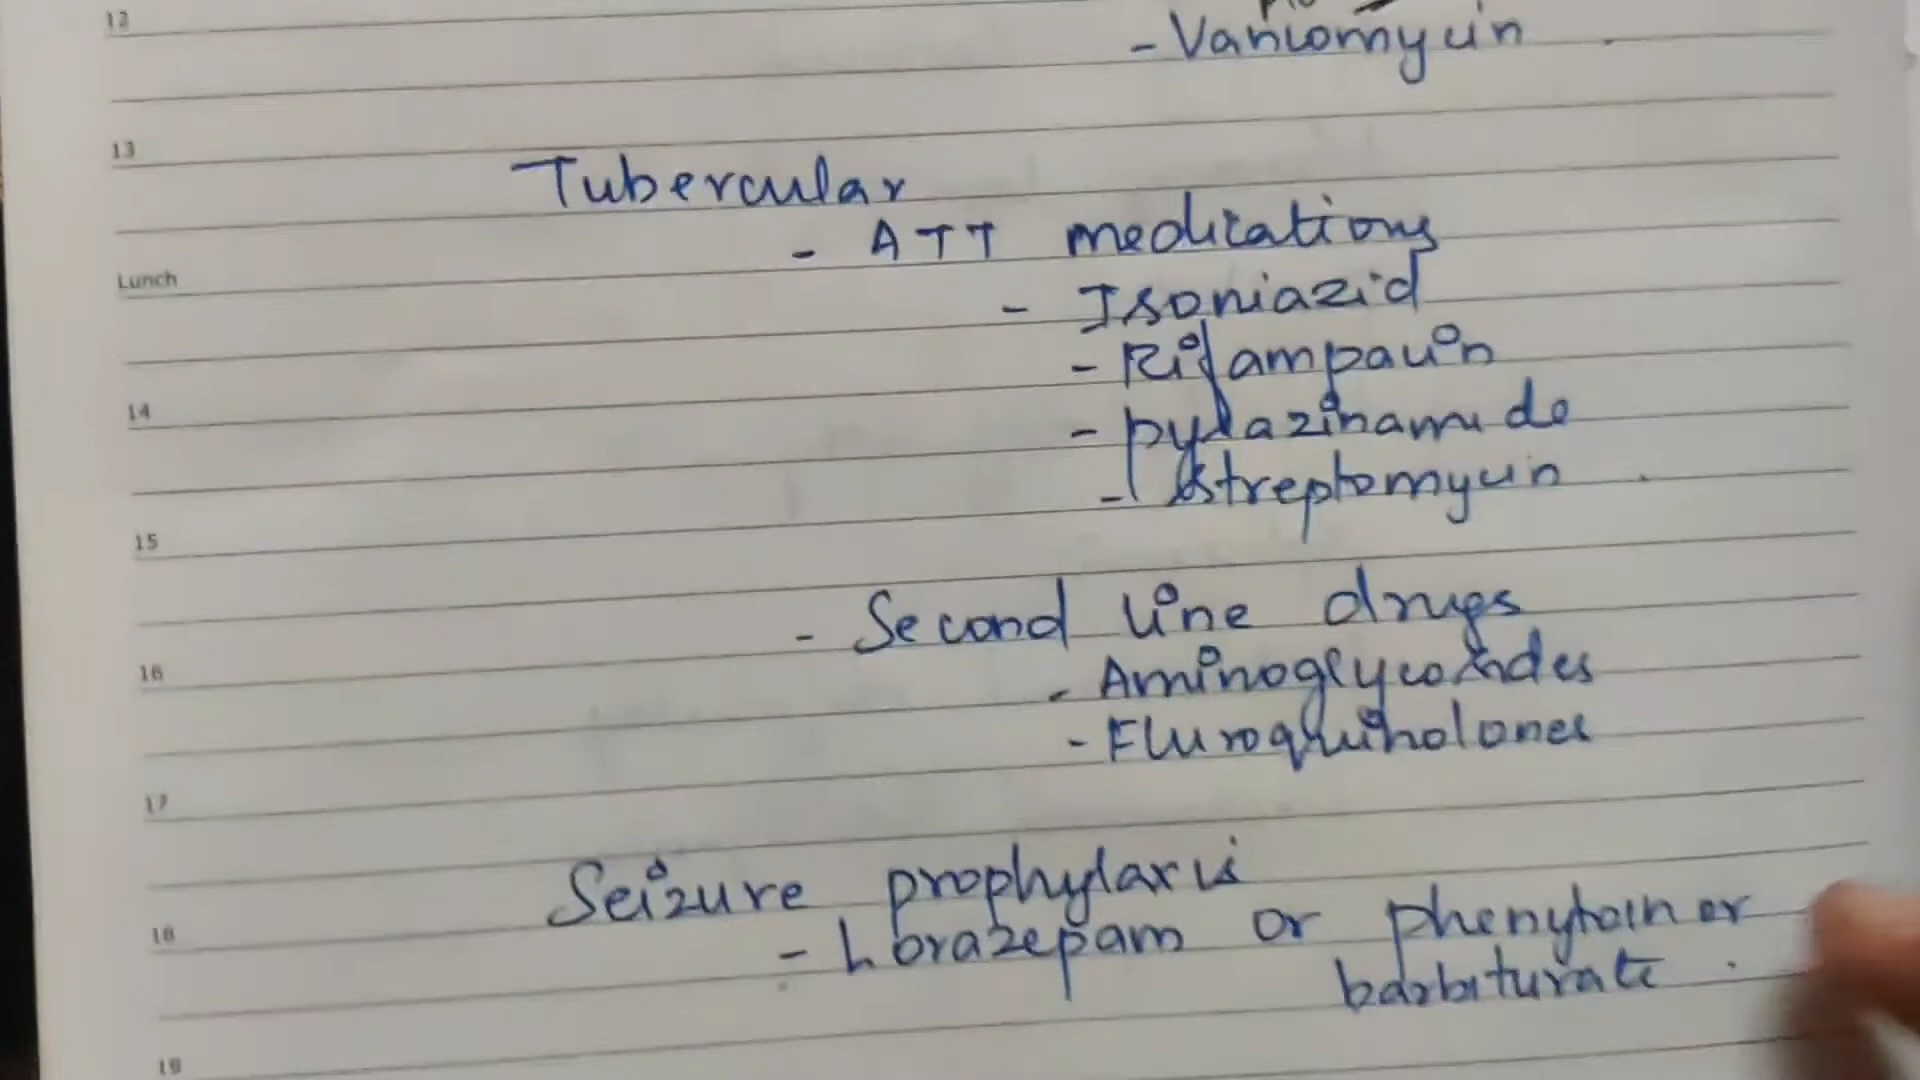 12
- Vancomycin
13
Tubercular
- ATT medications
Lunch
- Isoniazid
- Rifampacin
14
- pyrazinamide
- streptomycin
15
- Second line drugs
16
- Aminoglycosides
- Fluroquinolones
17
Seizure prophylaxis
18
- Lorazepam or phenytoin or
barbiturate.
19